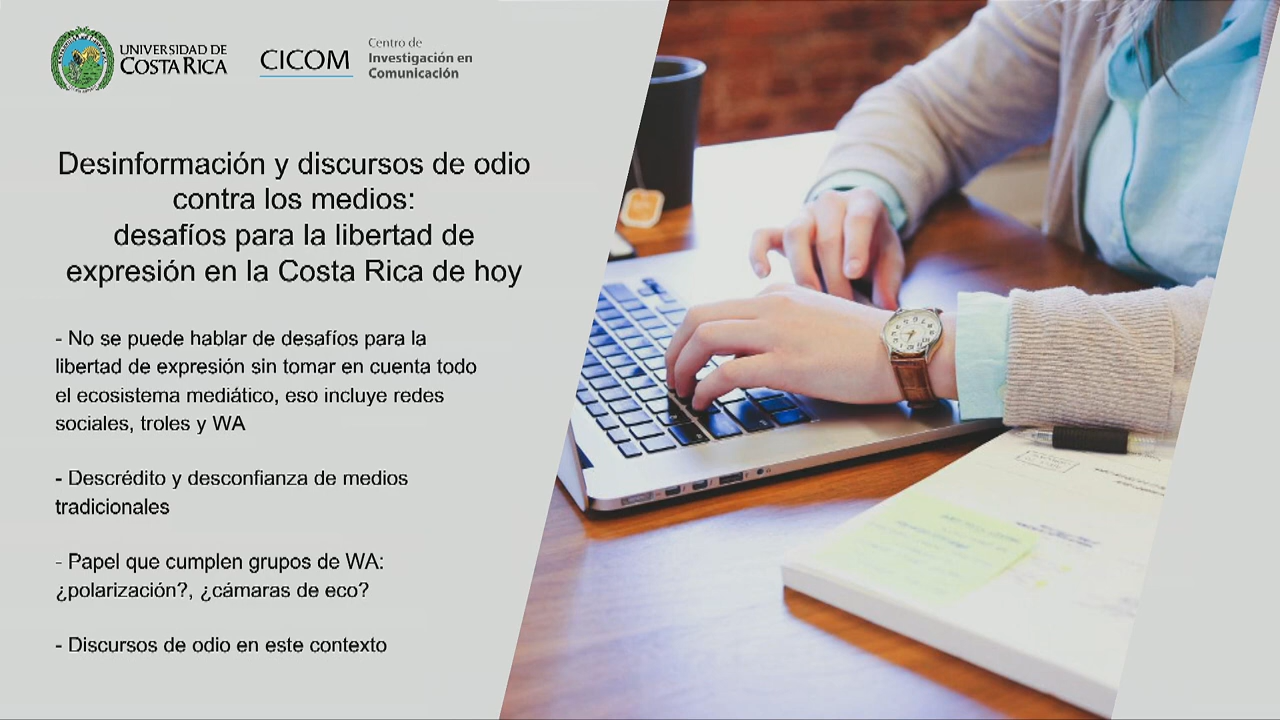 UNIVERSIDAD DE
COSTA RICA
CICOM
Centro de
Investigación en
Comunicación
Desinformación y discursos de odio
contra los medios:
desafíos para la libertad de
expresión en la Costa Rica de hoy
- No se puede hablar de desafíos para la
libertad de expresión sin tomar en cuenta todo
el ecosistema mediático, eso incluye redes
sociales, troles y WA
- Descrédito y desconfianza de medios
tradicionales
- Papel que cumplen grupos de WA:
¿polarización?, ¿cámaras de eco?
- Discursos de odio en este contexto